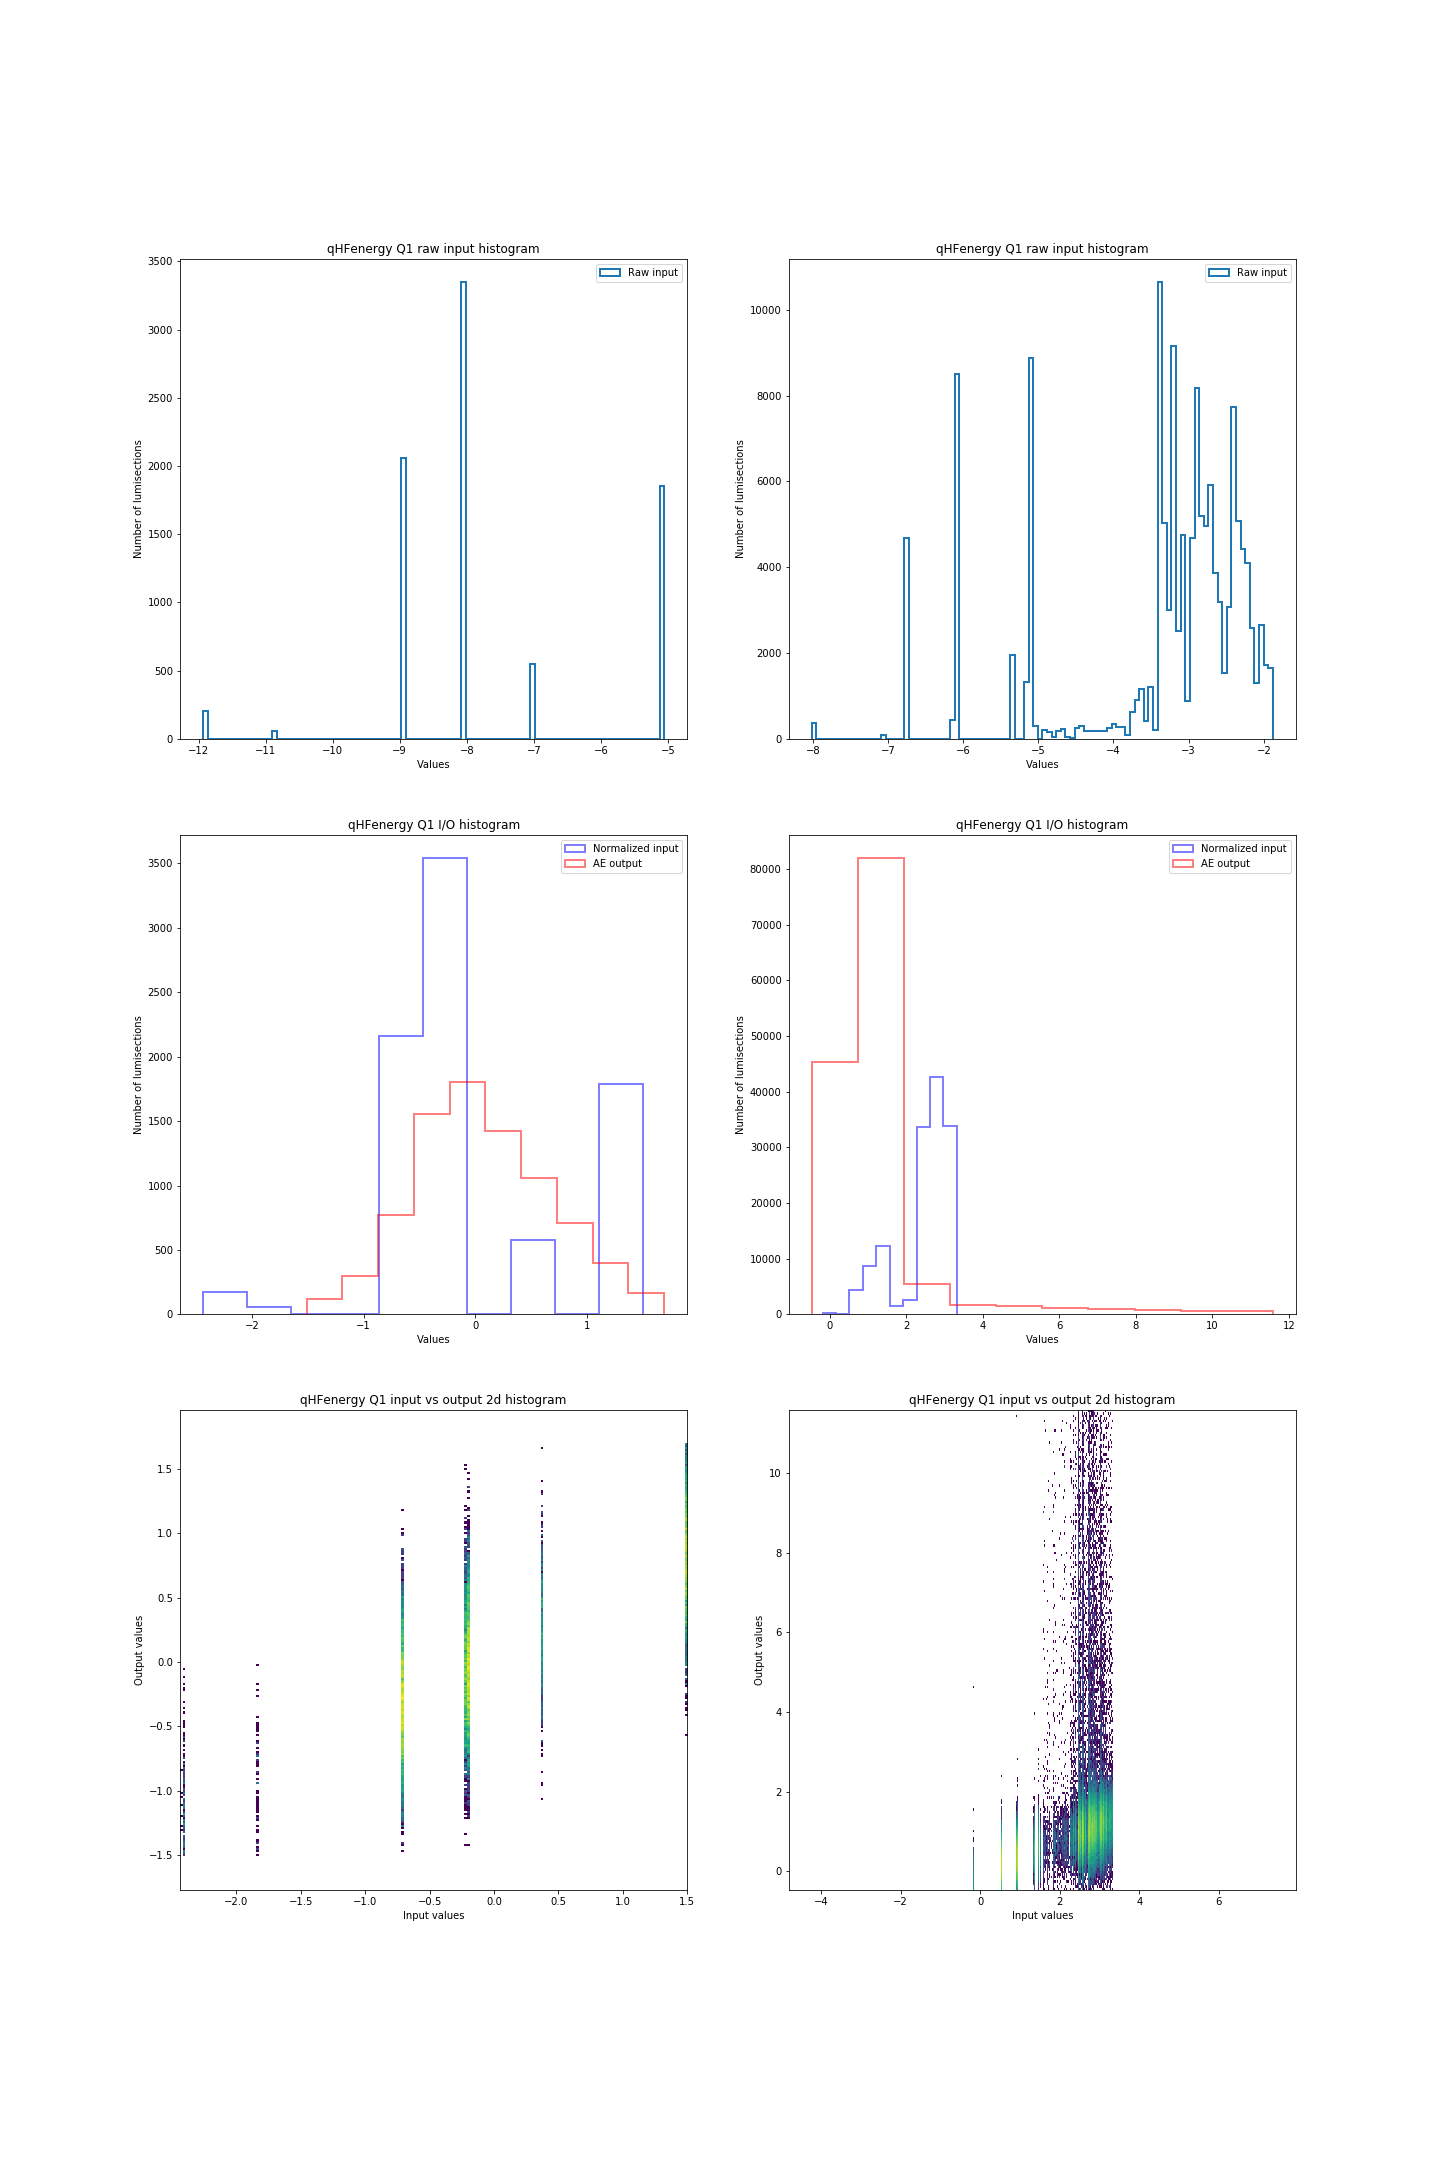 qHFenergy Q1 raw input histogram
Raw input
3500
3000
2500
2000
1500
1000
500
0
Number of lumisections
−12 −11 −10 −9 −8 −7 −6 −5
Values
qHFenergy Q1 raw input histogram
Raw input
10000
8000
6000
4000
2000
0
Number of lumisections
−8 −7 −6 −5 −4 −3 −2
Values
qHFenergy Q1 I/O histogram
Normalized input
AE output
3500
3000
2500
2000
1500
1000
500
0
Number of lumisections
−2 −1 0 1
Values
qHFenergy Q1 I/O histogram
Normalized input
AE output
80000
70000
60000
50000
40000
30000
20000
10000
0
Number of lumisections
0 2 4 6 8 10 12
Values
qHFenergy Q1 input vs output 2d histogram
1.5
1.0
0.5
0.0
−0.5
−1.0
−1.5
Output values
−2.0 −1.5 −1.0 −0.5 0.0 0.5 1.0 1.5
Input values
qHFenergy Q1 input vs output 2d histogram
10
8
6
4
2
0
Output values
−4 −2 0 2 4 6
Input values